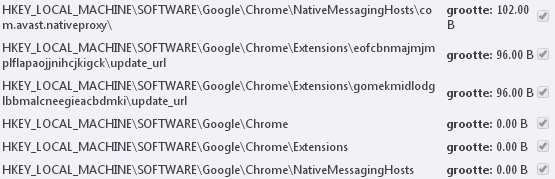 HKEY_LOCAL_MACHINE\SOFTWARE\Google\Chrome\NativeMessagingHosts\co
m.avast.nativeproxy\
grootte: 102.00
B
HKEY_LOCAL_MACHINE\SOFTWARE\Google\Chrome\Extensions\eofcbnmajmjm
plflapaojjnihcjkigck\update_url
grootte: 96.00 B
HKEY_LOCAL_MACHINE\SOFTWARE\Google\Chrome\Extensions\gomekmidlodg
lbbmalcneegieacbdmki\update_url
grootte: 96.00 B
HKEY_LOCAL_MACHINE\SOFTWARE\Google\Chrome
grootte: 0.00 B
HKEY_LOCAL_MACHINE\SOFTWARE\Google\Chrome\Extensions
grootte: 0.00 B
HKEY_LOCAL_MACHINE\SOFTWARE\Google\Chrome\NativeMessagingHosts
grootte: 0.00 B